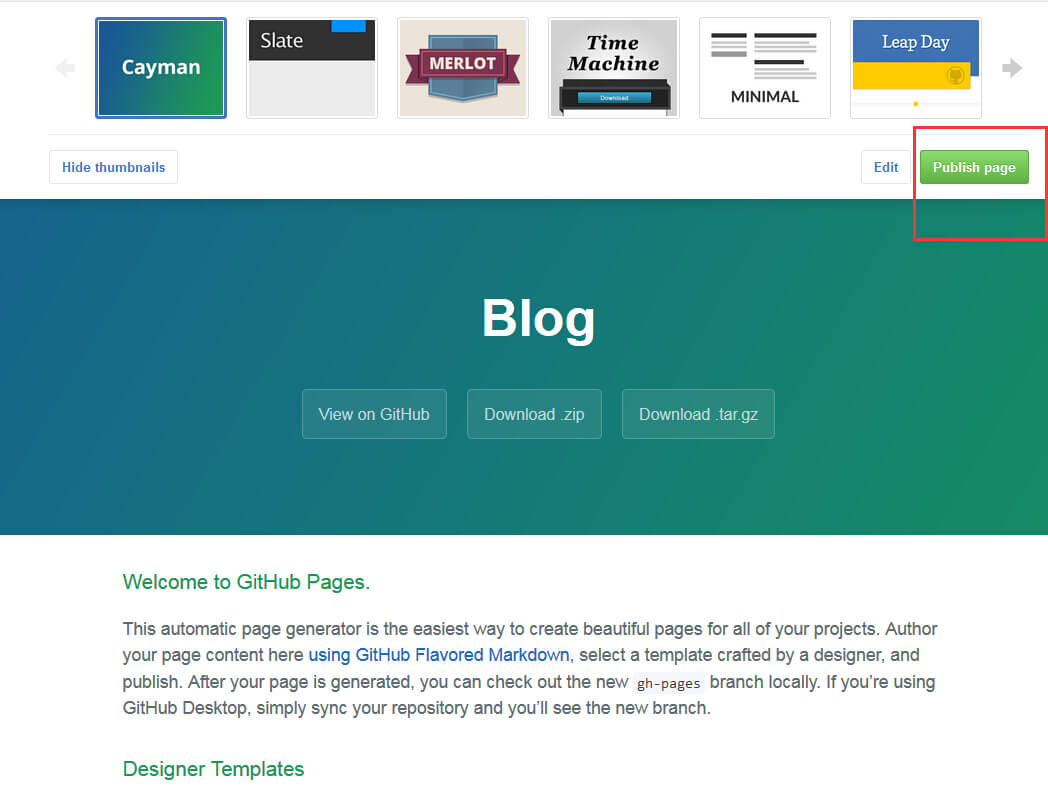 Cayman
Slate
MERLOT
Time
Machine
Download
MINIMAL
Leap Day
Hide thumbnails
Edit
Publish page
Blog
View on GitHub
Download .zip
Download .tar.gz
Welcome to GitHub Pages.
This automatic page generator is the easiest way to create beautiful pages for all of your projects. Author
your page content here using GitHub Flavored Markdown, select a template crafted by a designer, and
publish. After your page is generated, you can check out the new gh-pages branch locally. If you’re using
GitHub Desktop, simply sync your repository and you’ll see the new branch.
Designer Templates